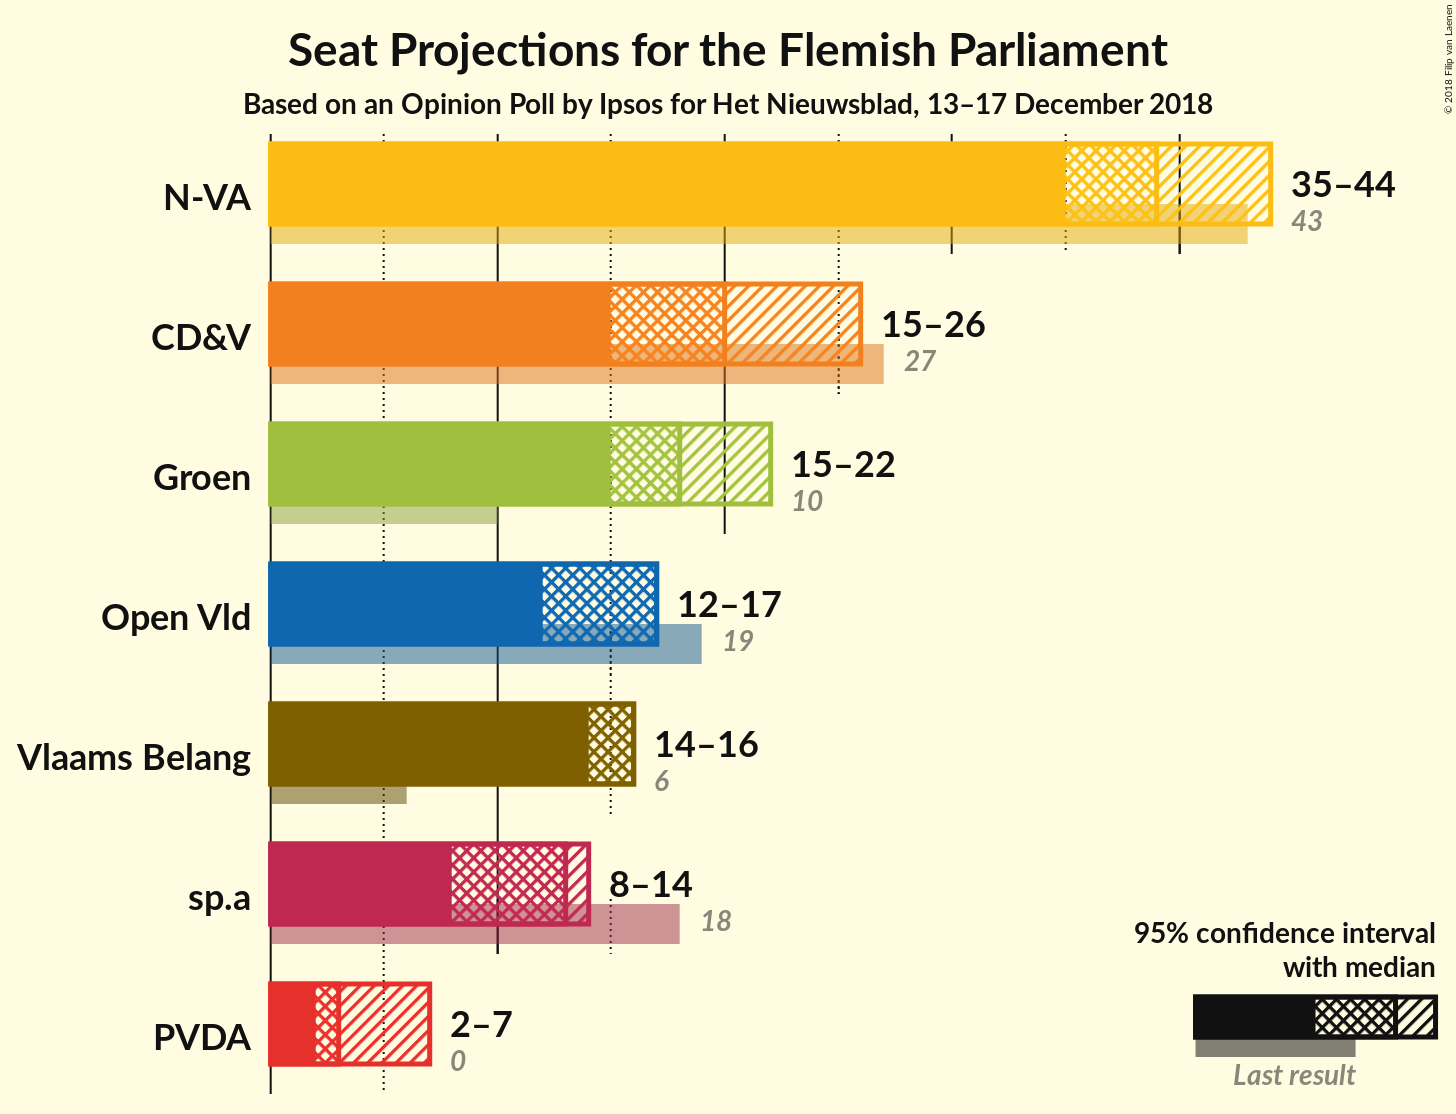 Seat Projections for the Flemish Parliament
Based on an Opinion Poll by Ipsos for Het Nieuwsblad, 13–17 December 2018
© 2018 Filip van Laenen
N-VA
35–44
43
CD&V
15–26
27
Groen
15–22
10
Open Vld
12–17
19
Vlaams Belang
14–16
6
sp.a
8–14
18
PVDA
2–7
0
95% confidence interval
with median
Last result